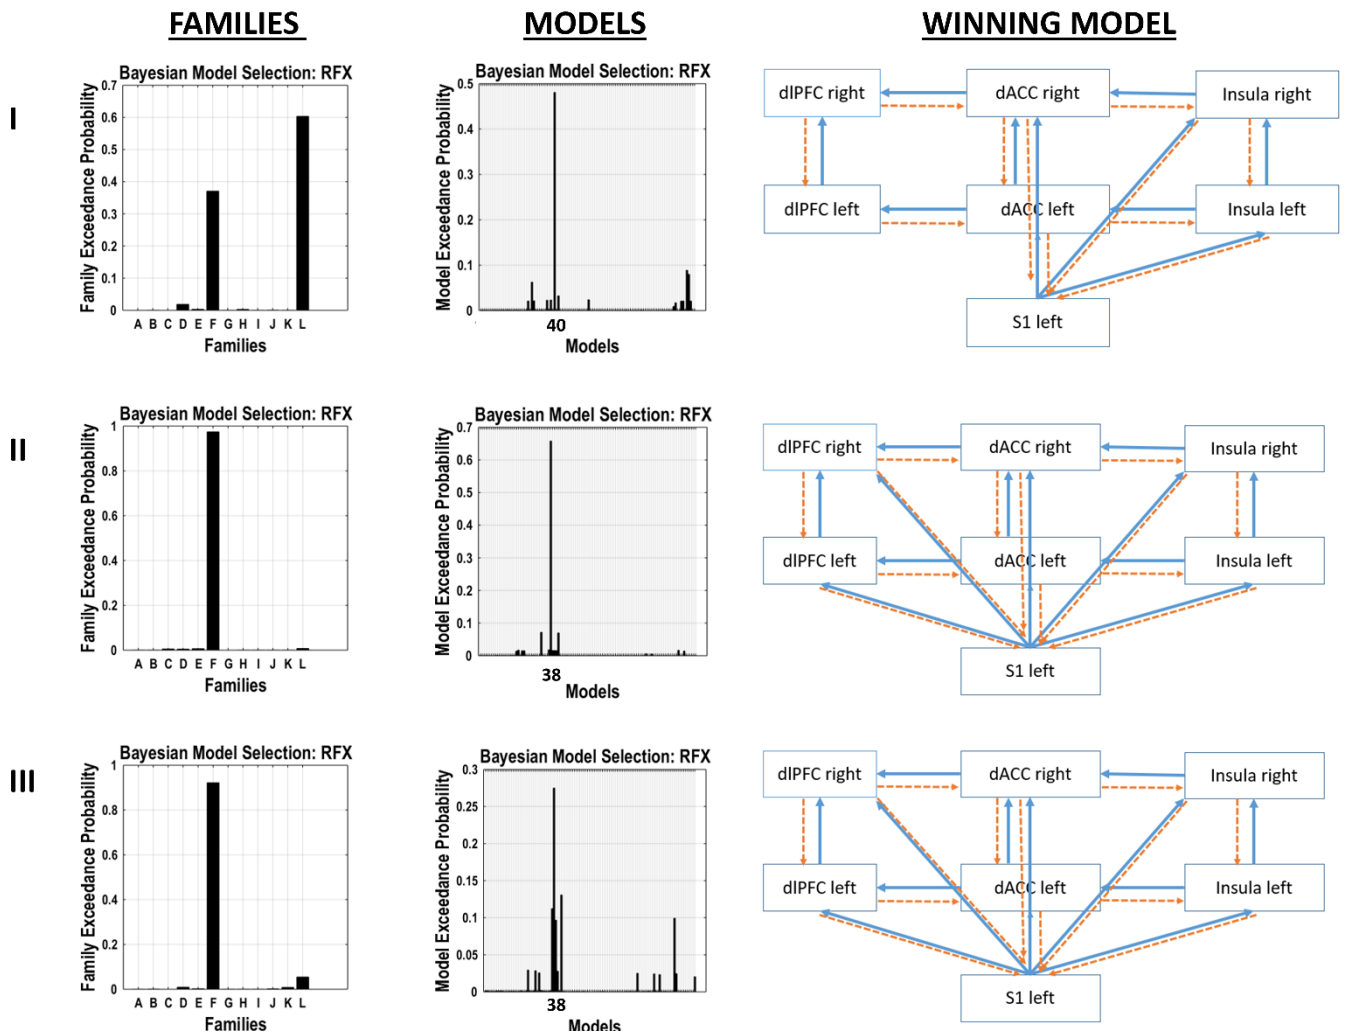 FAMILIES
MODELS
WINNING MODEL
I
Bayesian Model Selection: RFX
Family Exceedance Probability
0.7
0.6
0.5
0.4
0.3
0.2
0.1
0
A B C D E F G H I J K L
Families
Bayesian Model Selection: RFX
Model Exceedance Probability
0.5
0.4
0.3
0.2
0.1
0
40
Models
dlPFC right
dACC right
Insula right
dlPFC left
dACC left
Insula left
S1 left
II
Bayesian Model Selection: RFX
Family Exceedance Probability
1
0.8
0.6
0.4
0.2
0
A B C D E F G H I J K L
Families
Bayesian Model Selection: RFX
Model Exceedance Probability
0.7
0.6
0.5
0.4
0.3
0.2
0.1
0
38
Models
dlPFC right
dACC right
Insula right
dlPFC left
dACC left
Insula left
S1 left
III
Bayesian Model Selection: RFX
Family Exceedance Probability
1
0.8
0.6
0.4
0.2
0
A B C D E F G H I J K L
Families
Bayesian Model Selection: RFX
Model Exceedance Probability
0.3
0.25
0.2
0.15
0.1
0.05
0
38
Models
dlPFC right
dACC right
Insula right
dlPFC left
dACC left
Insula left
S1 left